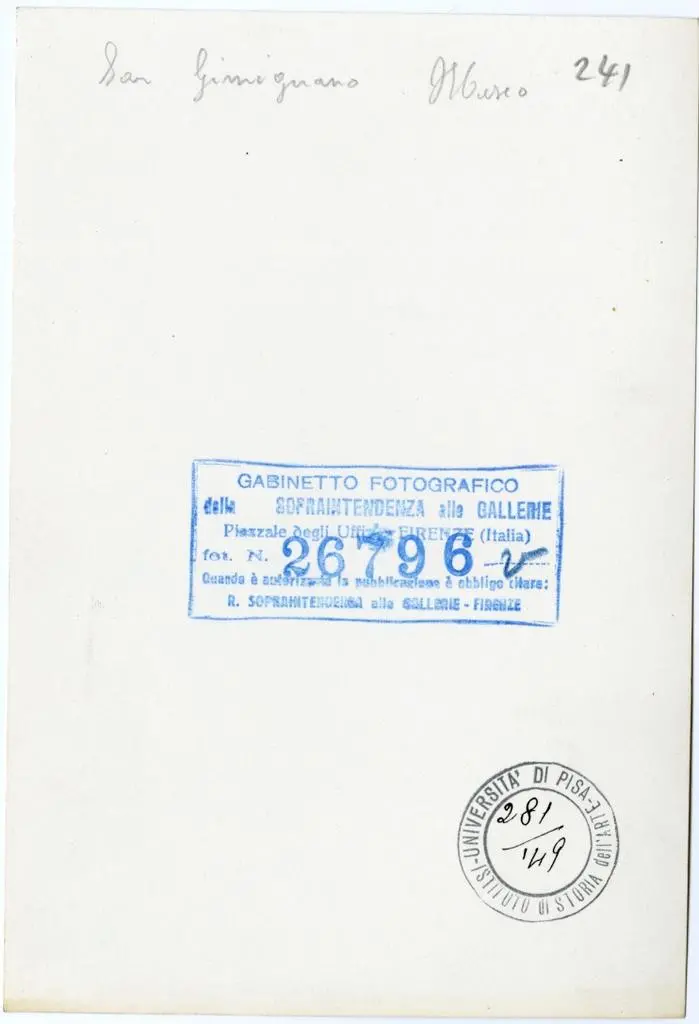 San Gimignano Museo 241
GABINETTO FOTOGRAFICO
della SOPRAINTENDENZA alle GALLERIE
Piazzale degli Uffizi - FIRENZE (Italia)
fot. N. 26796
Quando è autorizzata la pubblicazione è obbligo citare:
R. SOPRAINTENDENZA alle GALLERIE - FIRENZE
UNIVERSITA' DI PISA - ISTITUTO DI STORIA dell'ARTE -
281
/'49